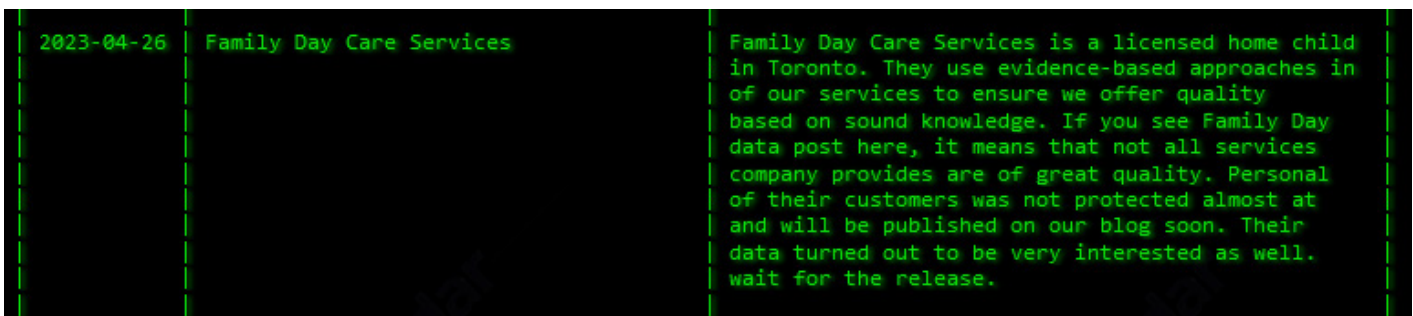 2023-04-26 | Family Day Care Services | Family Day Care Services is a licensed home child
in Toronto. They use evidence-based approaches in
of our services to ensure we offer quality
based on sound knowledge. If you see Family Day
data post here, it means that not all services
company provides are of great quality. Personal
of their customers was not protected almost at
and will be published on our blog soon. Their
data turned out to be very interested as well.
wait for the release.